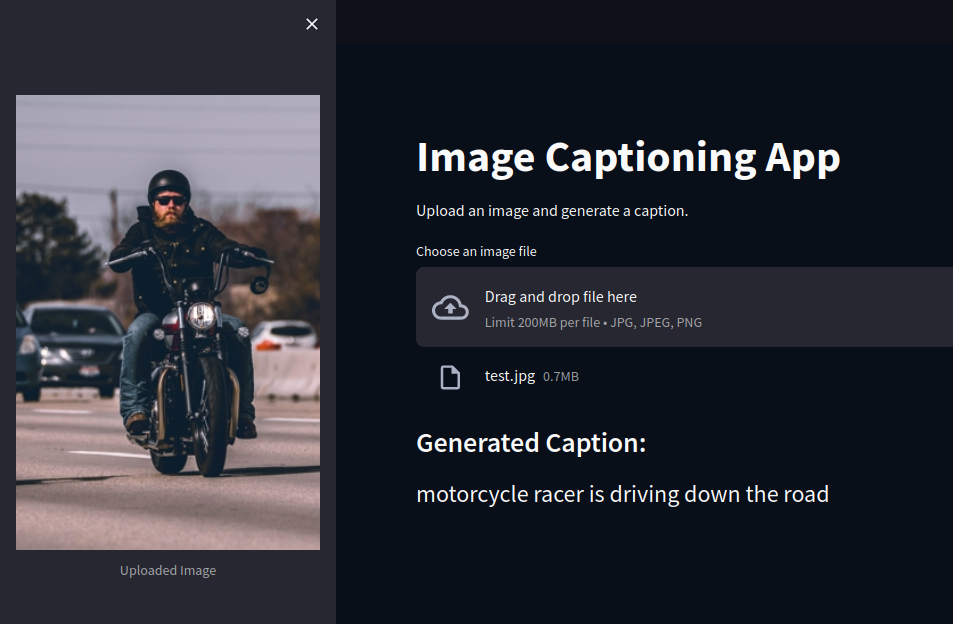 Image Captioning App
Upload an image and generate a caption.
Choose an image file
Drag and drop file here
Limit 200MB per file • JPG, JPEG, PNG
test.jpg 0.7MB
Generated Caption:
motorcycle racer is driving down the road
Uploaded Image